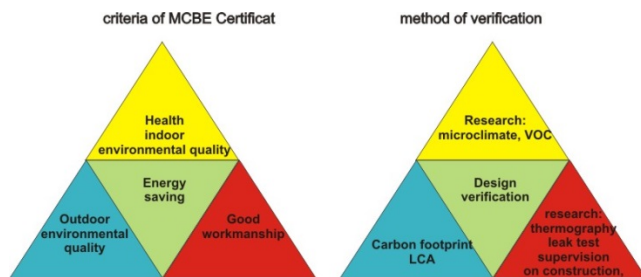 criteria of MCBE Certificat
method of verification
Health
indoor
environmental quality
Energy
saving
Outdoor
environmental
quality
Good
workmanship
Research:
microclimate, VOC
Design
verification
Carbon footprint
LCA
research:
thermography
leak test
supervision
on construction,